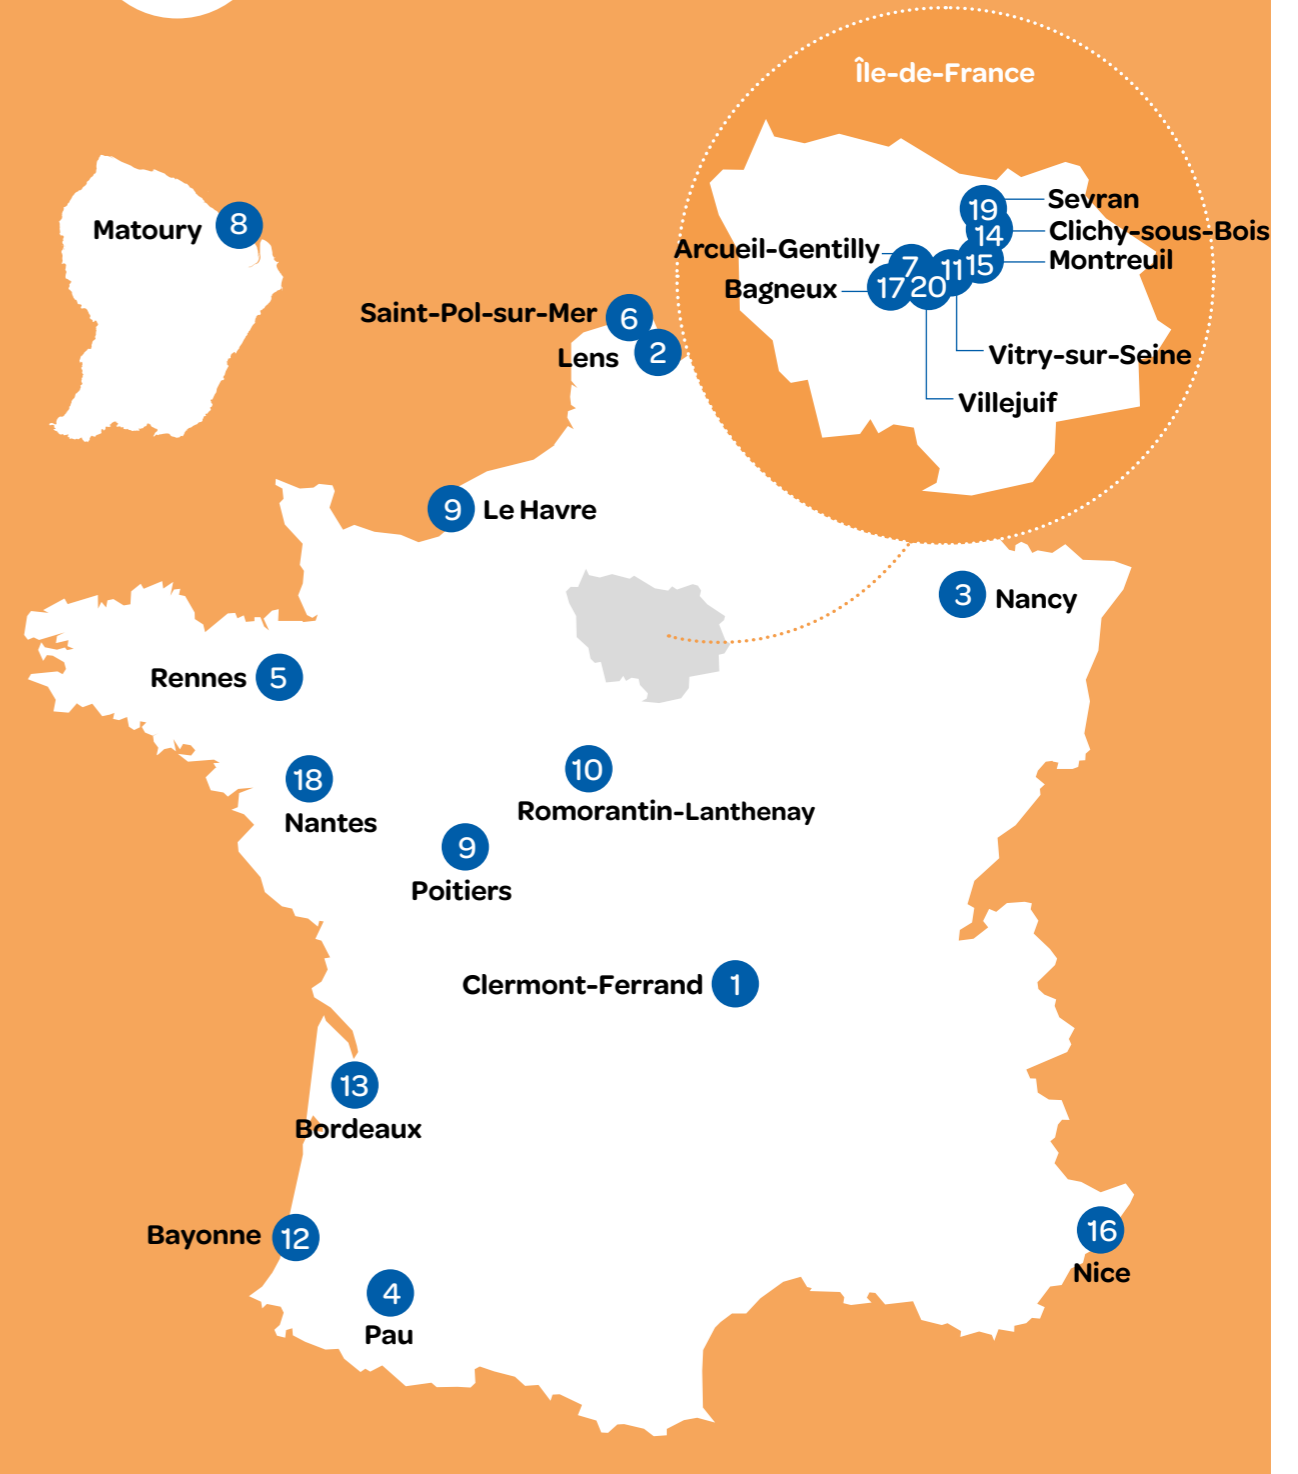 Île-de-France
19 Sevran
14 Clichy-sous-Bois
15 Montreuil
Arcueil-Gentilly 7
11 Vitry-sur-Seine
Bagneux 17
20 Villejuif
Matoury 8
Saint-Pol-sur-Mer 6
Lens 2
9 Le Havre
3 Nancy
Rennes 5
18
Nantes
10
Romorantin-Lanthenay
9
Poitiers
Clermont-Ferrand 1
13
Bordeaux
Bayonne 12
16
Nice
4
Pau